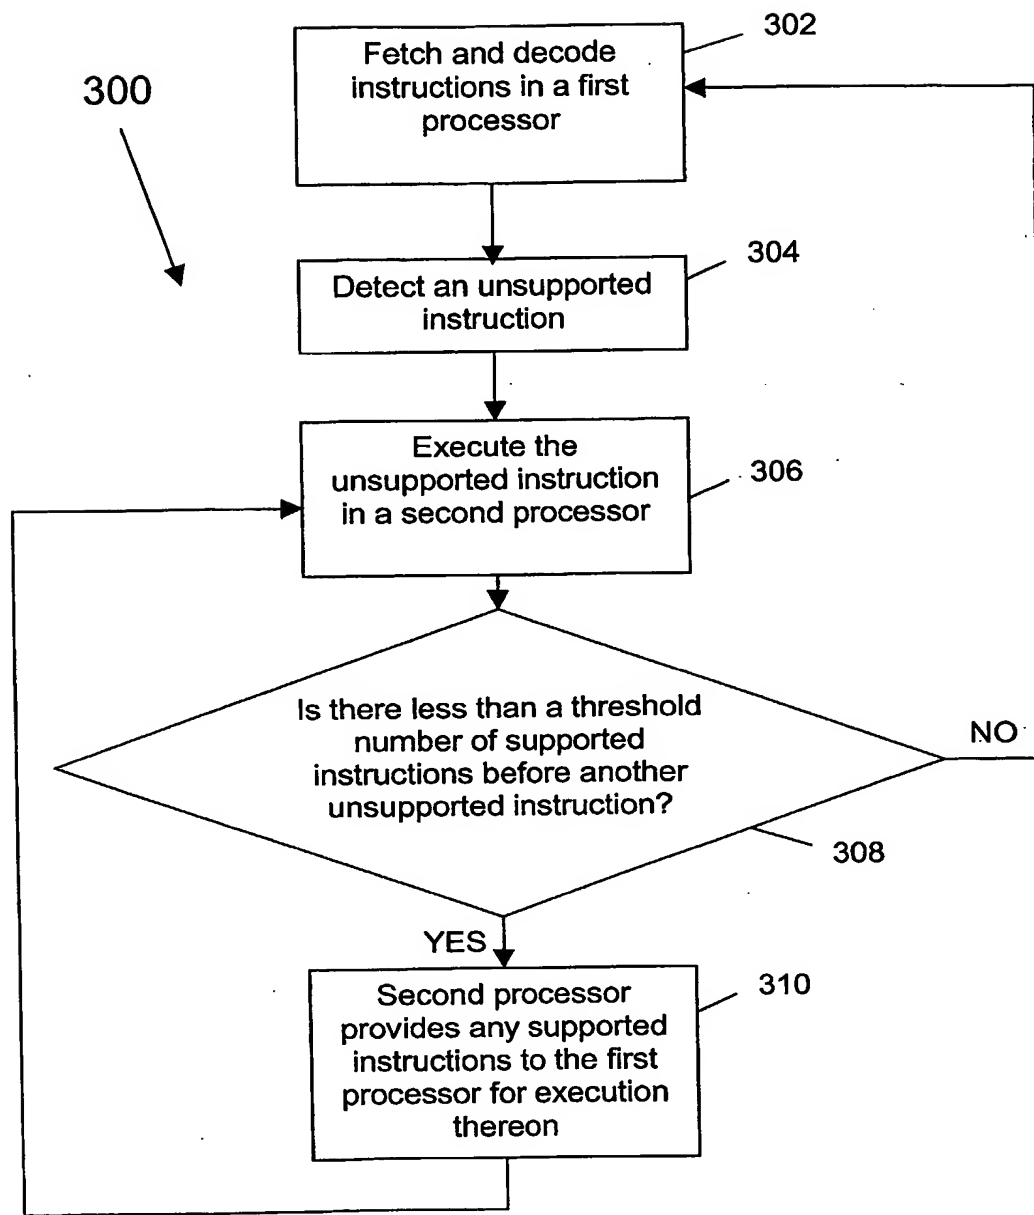 302
Fetch and decode
instructions in a first
processor
300
304
Detect an unsupported
instruction
Execute the
unsupported instruction
in a second processor
306
Is there less than a threshold
number of supported
instructions before another
unsupported instruction?
NO
308
YES
310
Second processor
provides any supported
instructions to the first
processor for execution
thereon